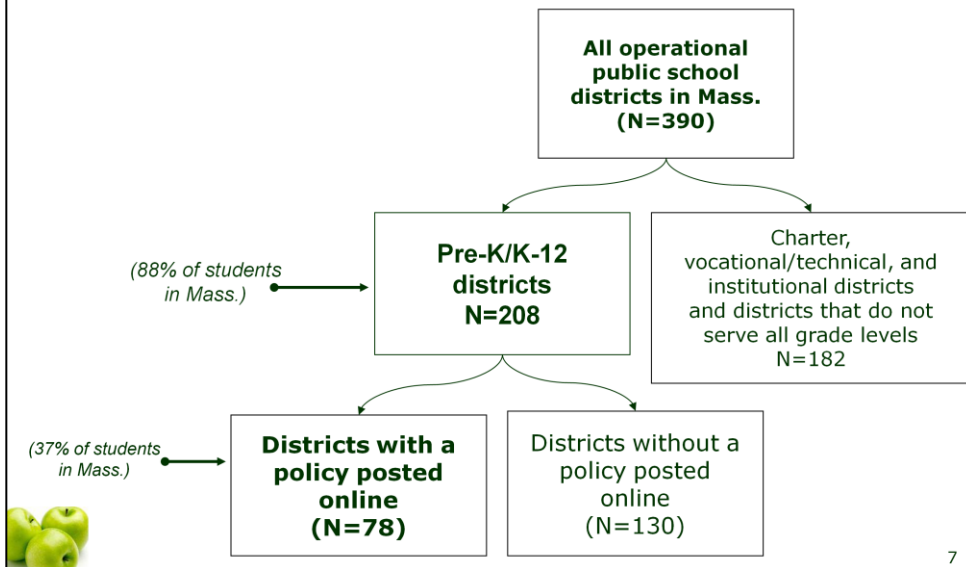 All operational
public school
districts in Mass.
(N=390)
(88% of students
in Mass.)
Pre-K/K-12
districts
N=208
Charter,
vocational/technical, and
institutional districts
and districts that do not
serve all grade levels
N=182
(37% of students
in Mass.)
Districts with a
policy posted
online
(N=78)
Districts without a
policy posted
online
(N=130)
7